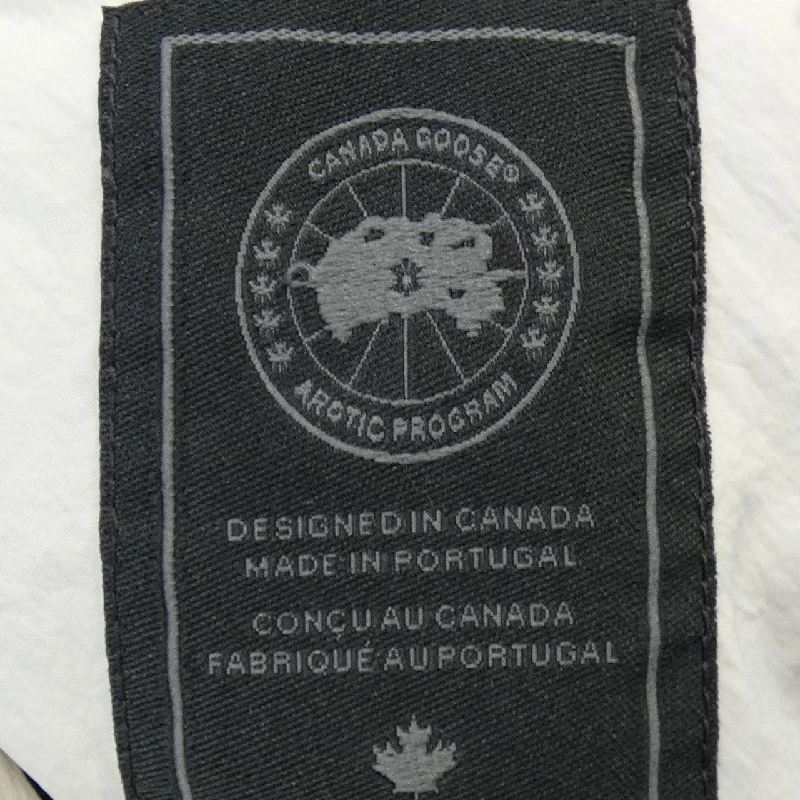 CANADA GOOSE®
ARCTIC PROGRAM
DESIGNED IN CANADA
MADE IN PORTUGAL
CONÇU AU CANADA
FABRIQUÉ AU PORTUGAL